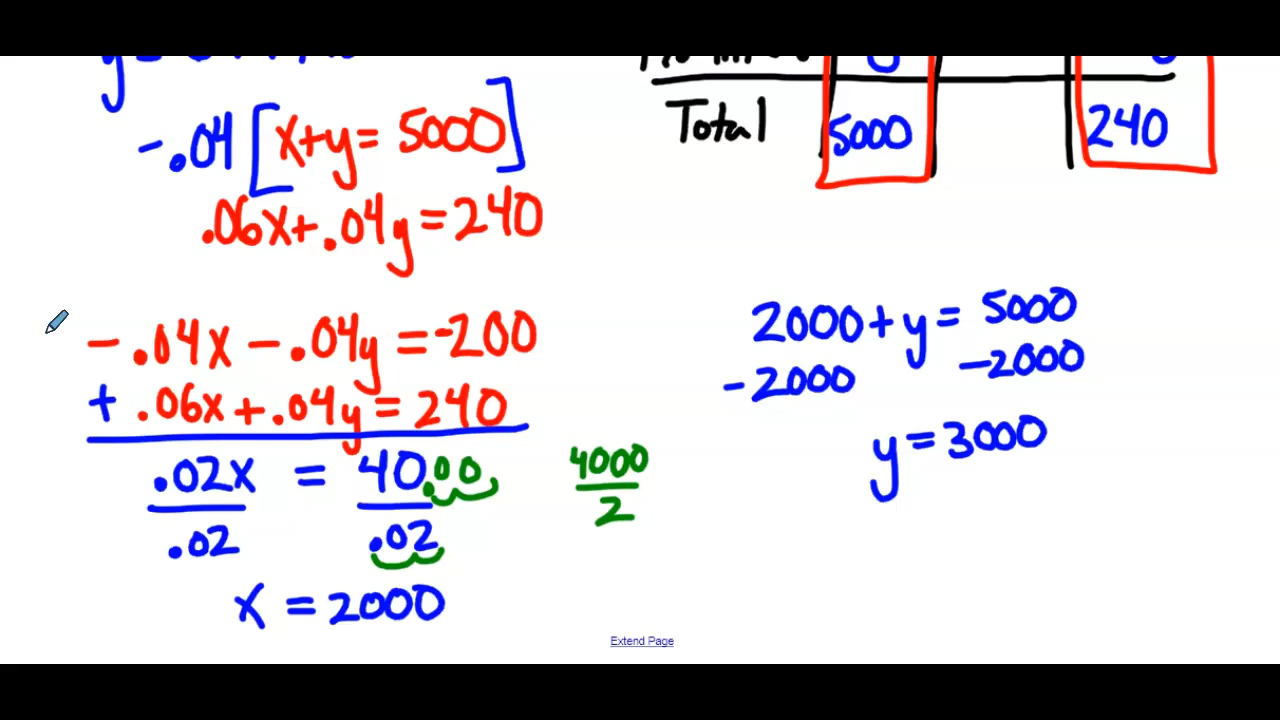 -.04 [x+y= 5000]
.06x+.04y=240
-.04x-.04y=-200
+ .06x+.04y=240
.02x = 40.00
.02 .02
x = 2000
4000
2
Total 5000 240
2000+y= 5000
-2000 -2000
y=3000
Extend Page